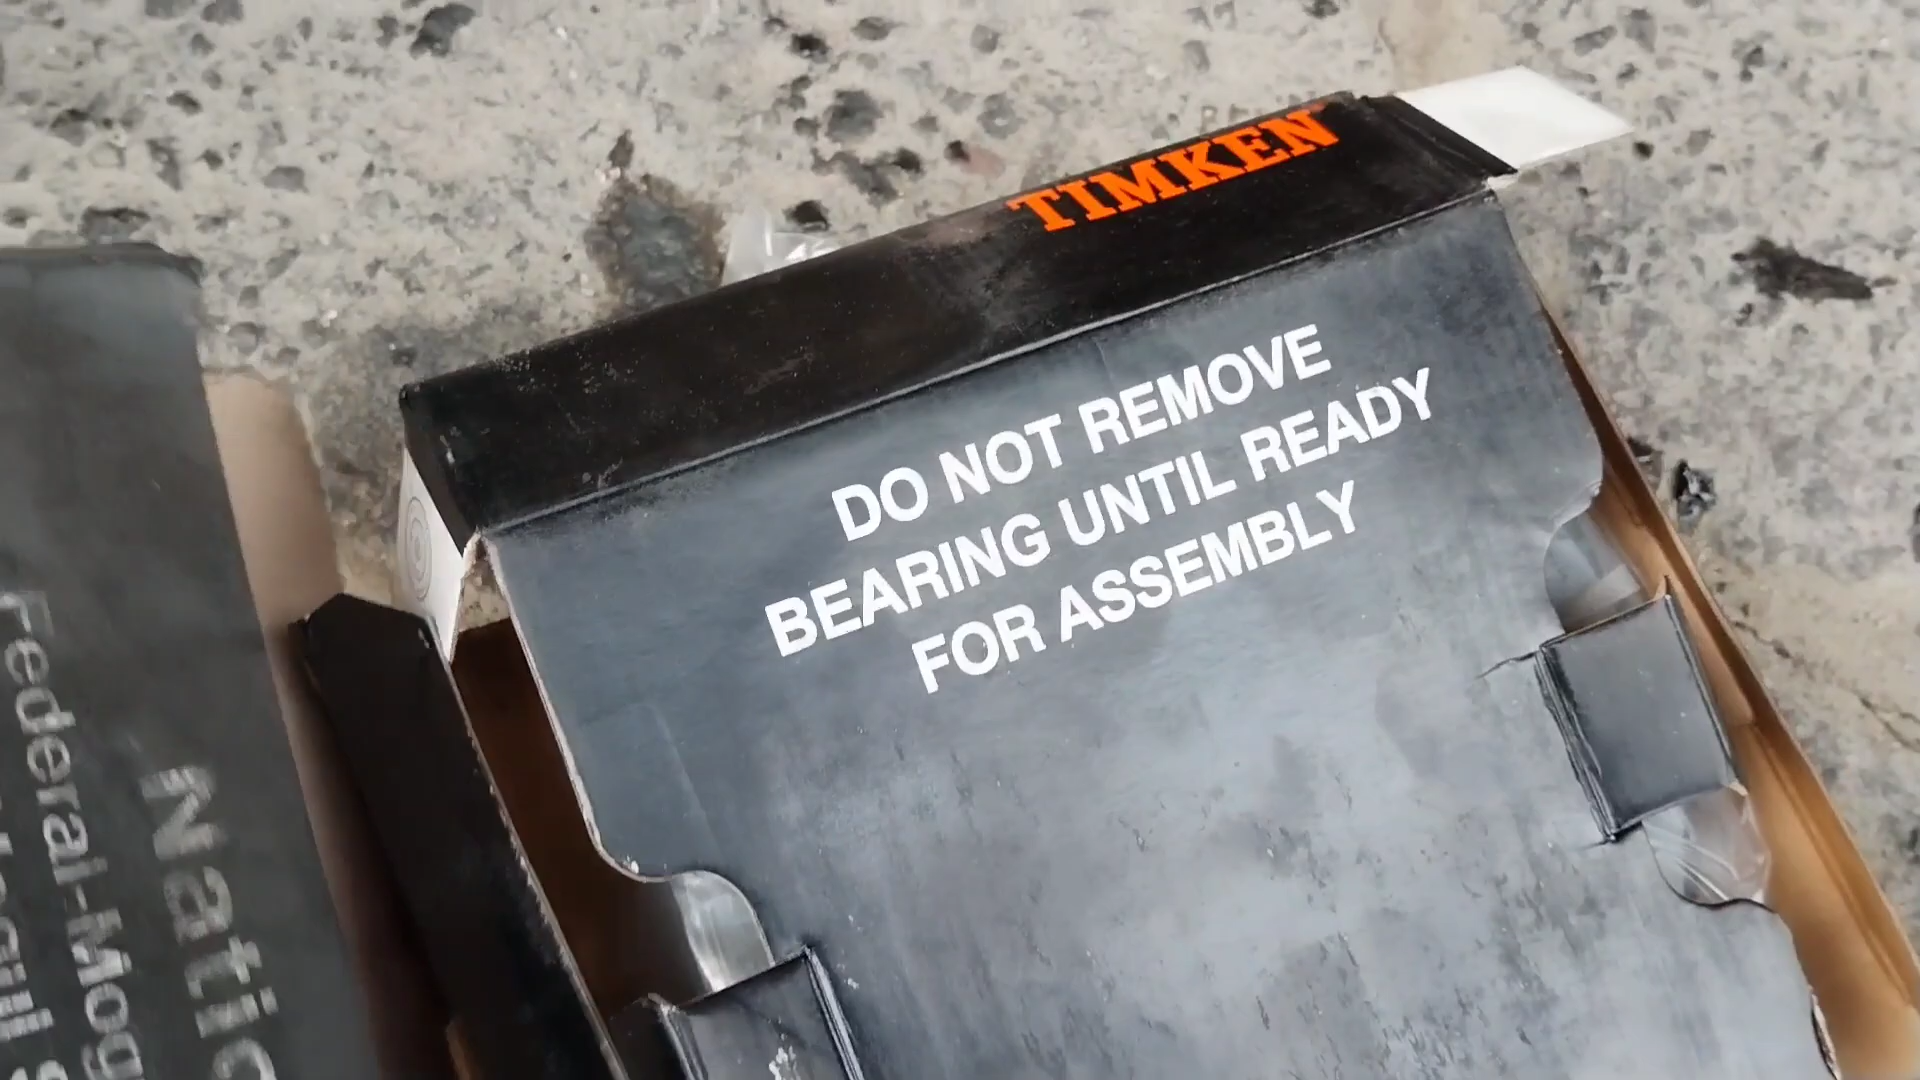 TIMKEN
DO NOT REMOVE
BEARING UNTIL READY
FOR ASSEMBLY
Federal-Mog
Natio